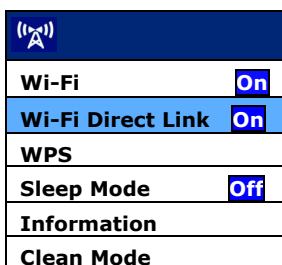 Wi-Fi On
Wi-Fi Direct Link On
WPS
Sleep Mode Off
Information
Clean Mode